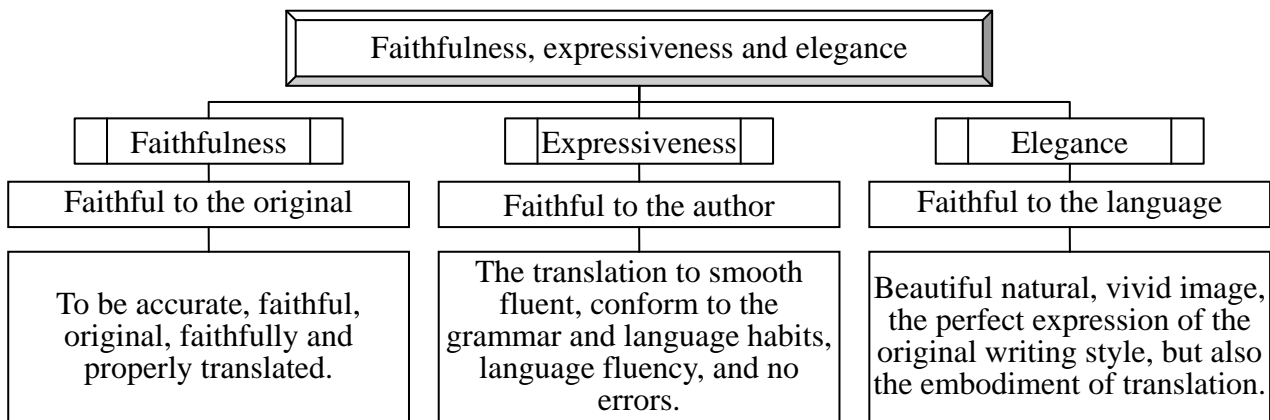 Faithfulness, expressiveness and elegance
Faithfulness
Expressiveness
Elegance
Faithful to the original
Faithful to the author
Faithful to the language
To be accurate, faithful,
original, faithfully and
properly translated.
The translation to smooth
fluent, conform to the
grammar and language habits,
language fluency, and no
errors.
Beautiful natural, vivid image,
the perfect expression of the
original writing style, but also
the embodiment of translation.